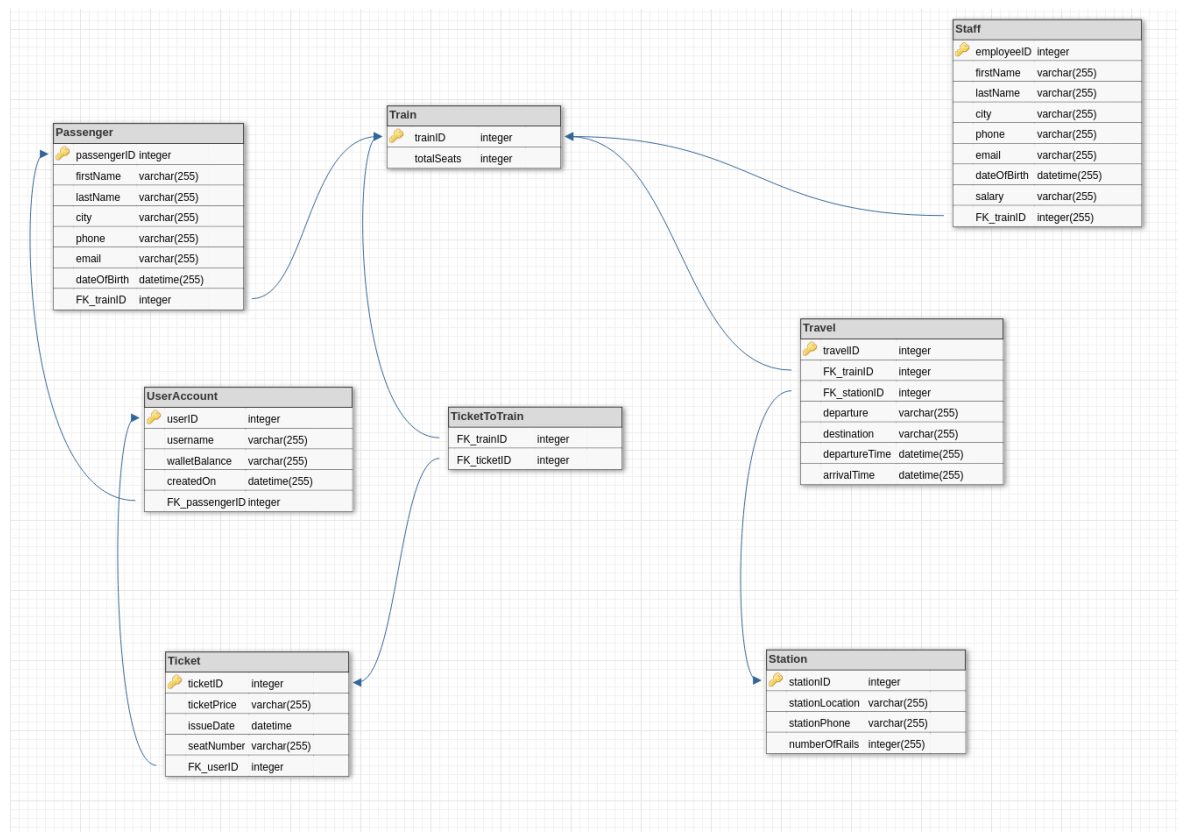 Staff
employeeID integer
firstName varchar(255)
lastName varchar(255)
city varchar(255)
phone varchar(255)
email varchar(255)
dateOfBirth datetime(255)
salary varchar(255)
FK_trainID integer(255)
Train
trainID integer
totalSeats integer
Passenger
passengerID integer
firstName varchar(255)
lastName varchar(255)
city varchar(255)
phone varchar(255)
email varchar(255)
dateOfBirth datetime(255)
FK_trainID integer
Travel
travelID integer
FK_trainID integer
FK_stationID integer
departure varchar(255)
destination varchar(255)
departureTime datetime(255)
arrivalTime datetime(255)
UserAccount
userID integer
username varchar(255)
walletBalance varchar(255)
createdOn datetime(255)
FK_passengerID integer
TicketToTrain
FK_trainID integer
FK_ticketID integer
Ticket
ticketID integer
ticketPrice varchar(255)
issueDate datetime
seatNumber varchar(255)
FK_userID integer
Station
stationID integer
stationLocation varchar(255)
stationPhone varchar(255)
numberOfRails integer(255)